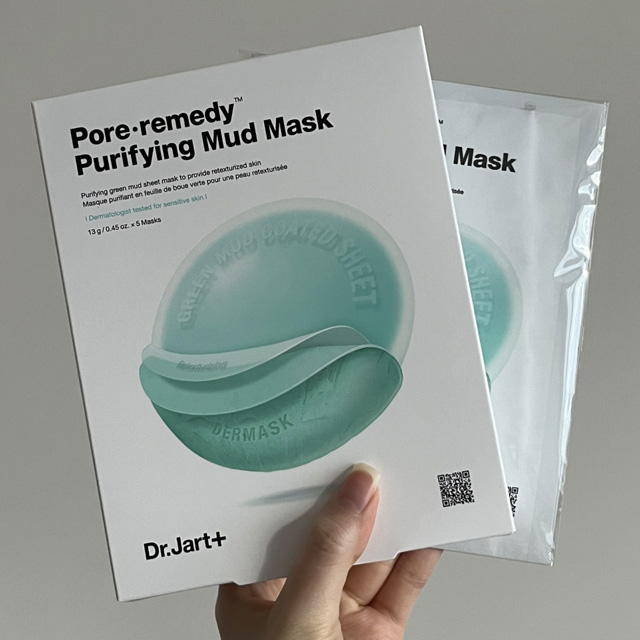 Pore·remedy™
Purifying Mud Mask
Purifying green mud sheet mask to provide retexturized skin
Masque purifiant en feuille de boue verte pour une peau retexturisée
| Dermatologist tested for sensitive skin |
13 g / 0.45 oz. x 5 Masks
GREEN MUD COATED SHEET
DERMASK
Dr.Jart+
Mask
SHEET